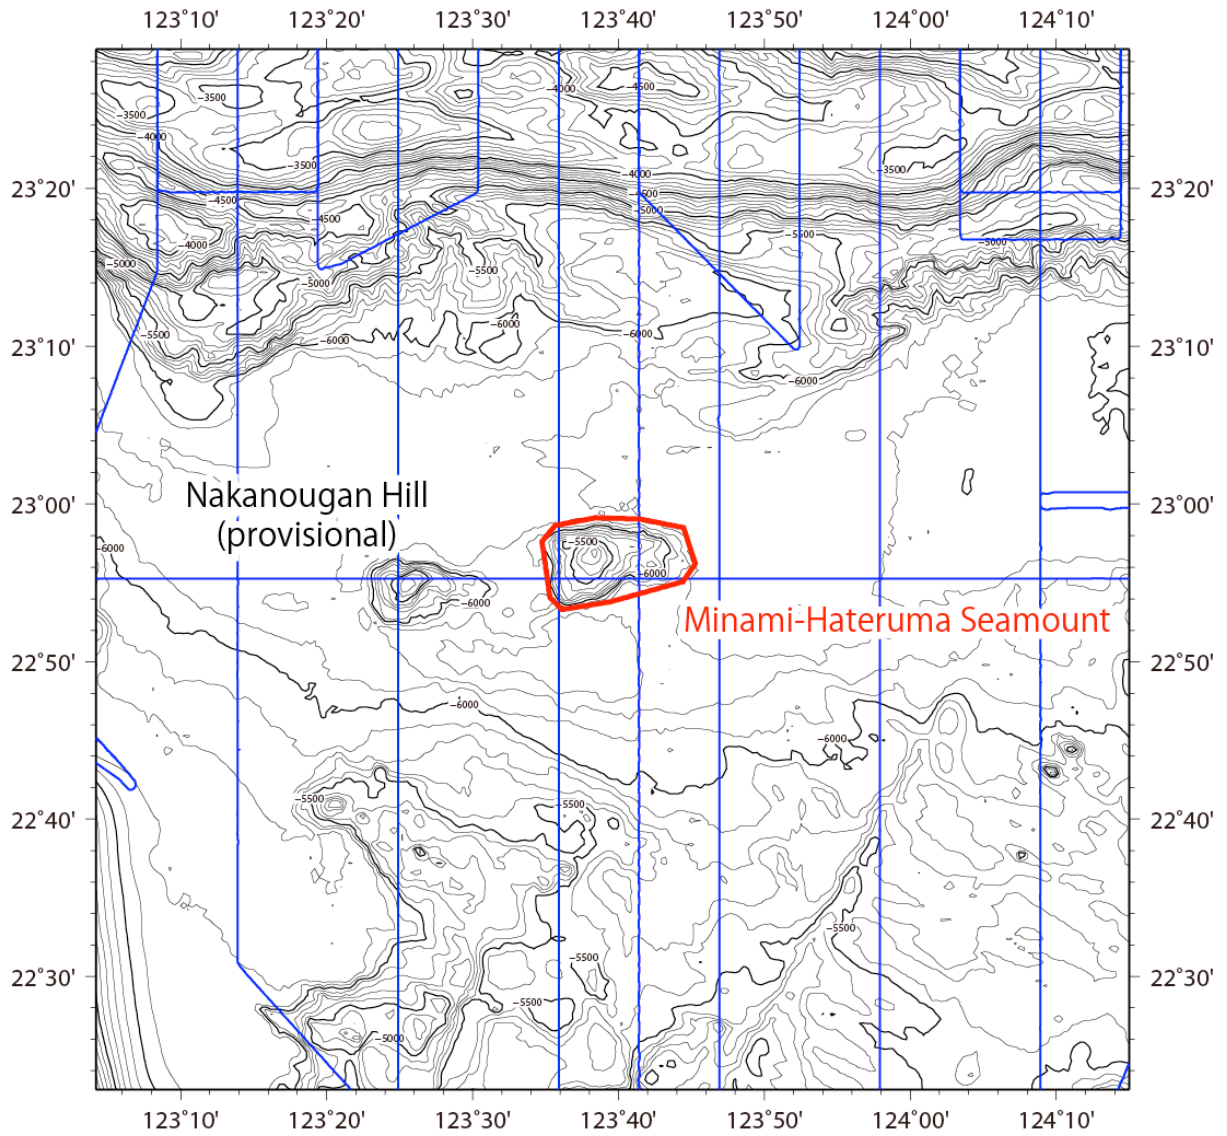 123°10' 123°20' 123°30' 123°40' 123°50' 124°00' 124°10'
−3500 −4000 −4500
−3500
−4000
−3500 −4000 −3500
23°20' 23°20'
−4500 −4500 −5000
−4500 −4000 −5500 −5000
−5000 −5000 −5500
−5500 −6000 −6000 −6000
23°10' 23°10'
−6000
Nakanougan Hill
(provisional)
23°00' 23°00'
−6000 −5500
−6000 −6000
Minami-Hateruma Seamount
22°50' 22°50'
−6000
−6000
−5500 −5500
22°40' 22°40'
−5500
−5500
22°30' 22°30'
−5500
−5000
123°10' 123°20' 123°30' 123°40' 123°50' 124°00' 124°10'